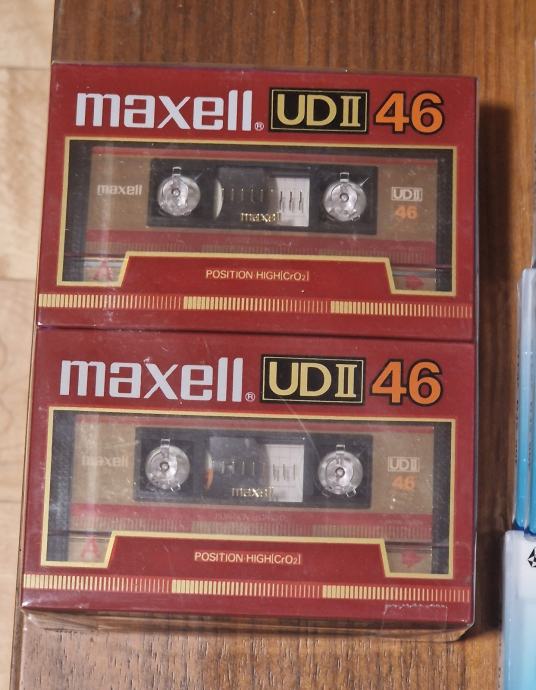 maxell® UDII 46
maxell UDII
46
maxell
A
POSITION·HIGH[CrO₂]
maxell® UDII 46
maxell UDII
46
maxell
A
POSITION·HIGH[CrO₂]